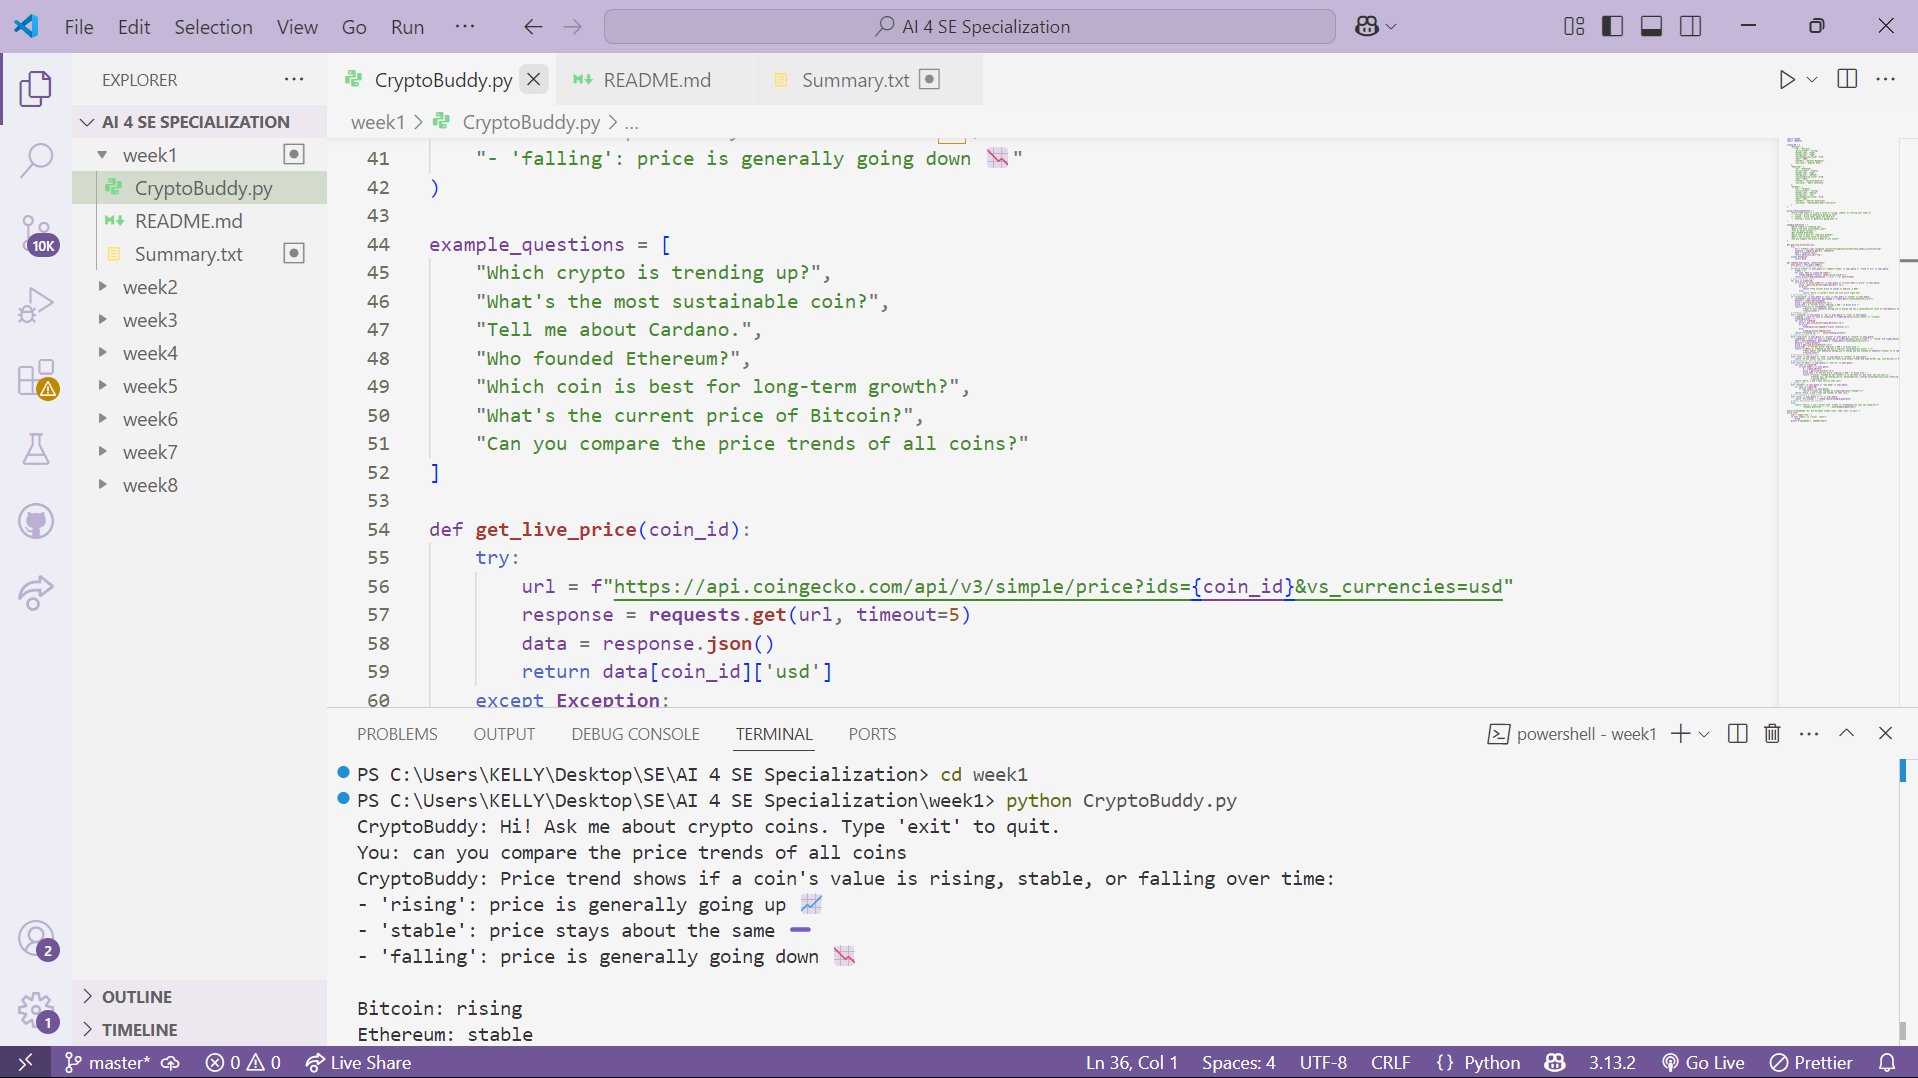 File Edit Selection View Go Run ··· AI 4 SE Specialization
EXPLORER ···
CryptoBuddy.py README.md Summary.txt
AI 4 SE SPECIALIZATION
week1
CryptoBuddy.py
README.md
Summary.txt
week2
week3
week4
week5
week6
week7
week8
OUTLINE
TIMELINE
10K
2
1
week1 > CryptoBuddy.py > ...
41 "- 'falling': price is generally going down 📉"
42 )
43
44 example_questions = [
45 "Which crypto is trending up?",
46 "What's the most sustainable coin?",
47 "Tell me about Cardano.",
48 "Who founded Ethereum?",
49 "Which coin is best for long-term growth?",
50 "What's the current price of Bitcoin?",
51 "Can you compare the price trends of all coins?"
52 ]
53
54 def get_live_price(coin_id):
55 try:
56 url = f"https://api.coingecko.com/api/v3/simple/price?ids={coin_id}&vs_currencies=usd"
57 response = requests.get(url, timeout=5)
58 data = response.json()
59 return data[coin_id]['usd']
60 except Exception:
PROBLEMS OUTPUT DEBUG CONSOLE TERMINAL PORTS powershell - week1
PS C:\Users\KELLY\Desktop\SE\AI 4 SE Specialization> cd week1
PS C:\Users\KELLY\Desktop\SE\AI 4 SE Specialization\week1> python CryptoBuddy.py
CryptoBuddy: Hi! Ask me about crypto coins. Type 'exit' to quit.
You: can you compare the price trends of all coins
CryptoBuddy: Price trend shows if a coin's value is rising, stable, or falling over time:
- 'rising': price is generally going up 📈
- 'stable': price stays about the same ➖
- 'falling': price is generally going down 📉
Bitcoin: rising
Ethereum: stable
master* 0 0 Live Share Ln 36, Col 1 Spaces: 4 UTF-8 CRLF {} Python 3.13.2 Go Live Prettier